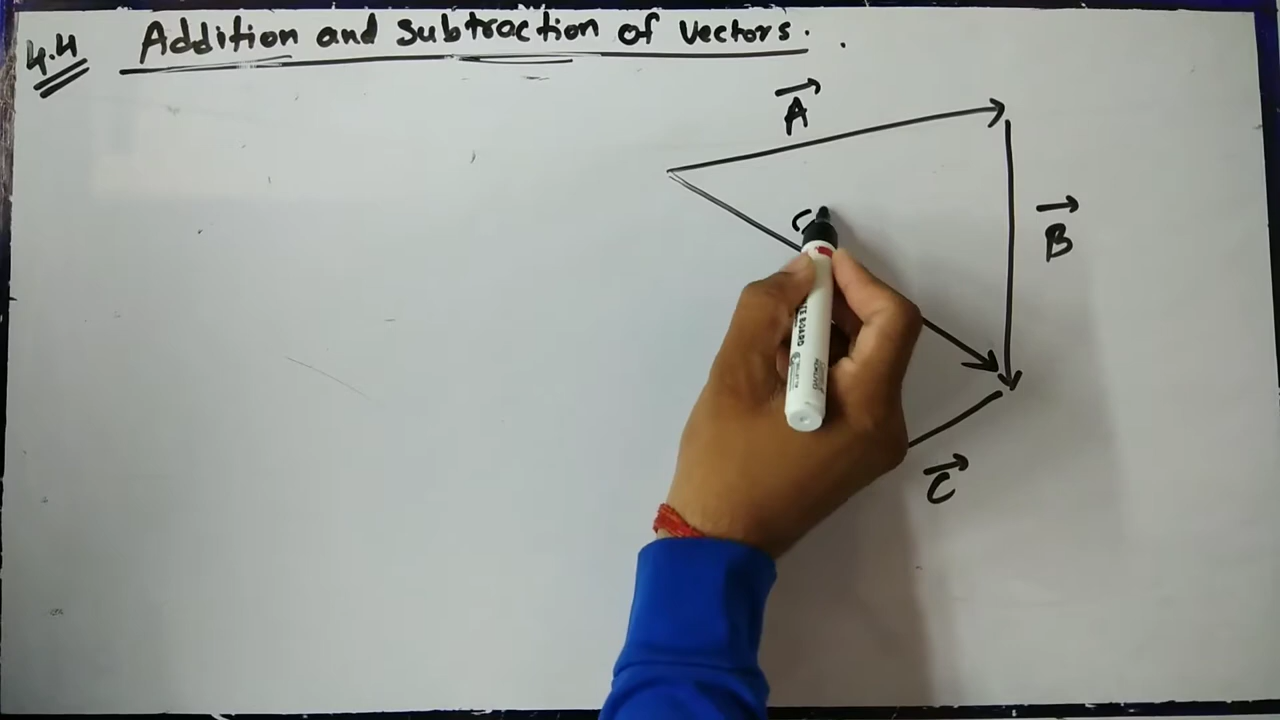 4.4 Addition and subtraction of vectors.
A
B
C